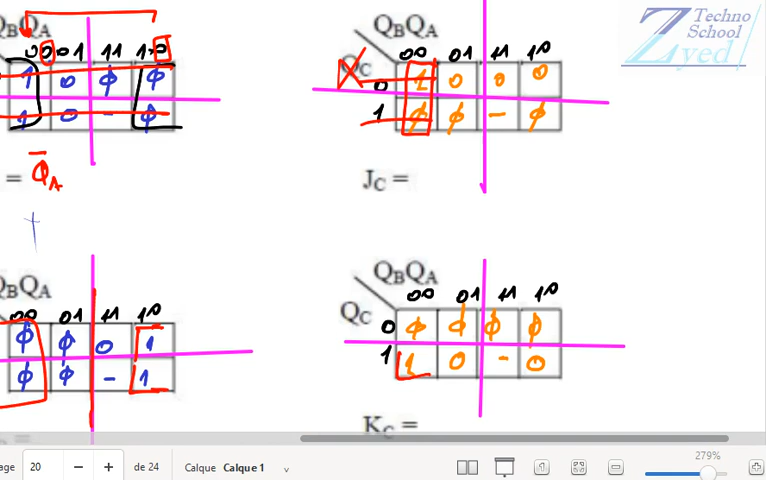 QBQA
00 01 11 10
1 0 ϕ ϕ
1 0 - ϕ
= Q̄A
+
QBQA
00 01 11 10
ϕ ϕ 0 1
ϕ ϕ - 1
QBQA
QC 00 01 11 10
0 1 0 0 0
1 ϕ ϕ - ϕ
JC =
QBQA
QC 00 01 11 10
0 ϕ ϕ ϕ ϕ
1 1 0 - 0
KC =
Techno
School
Zyed
age 20 − + de 24 Calque Calque 1 279%